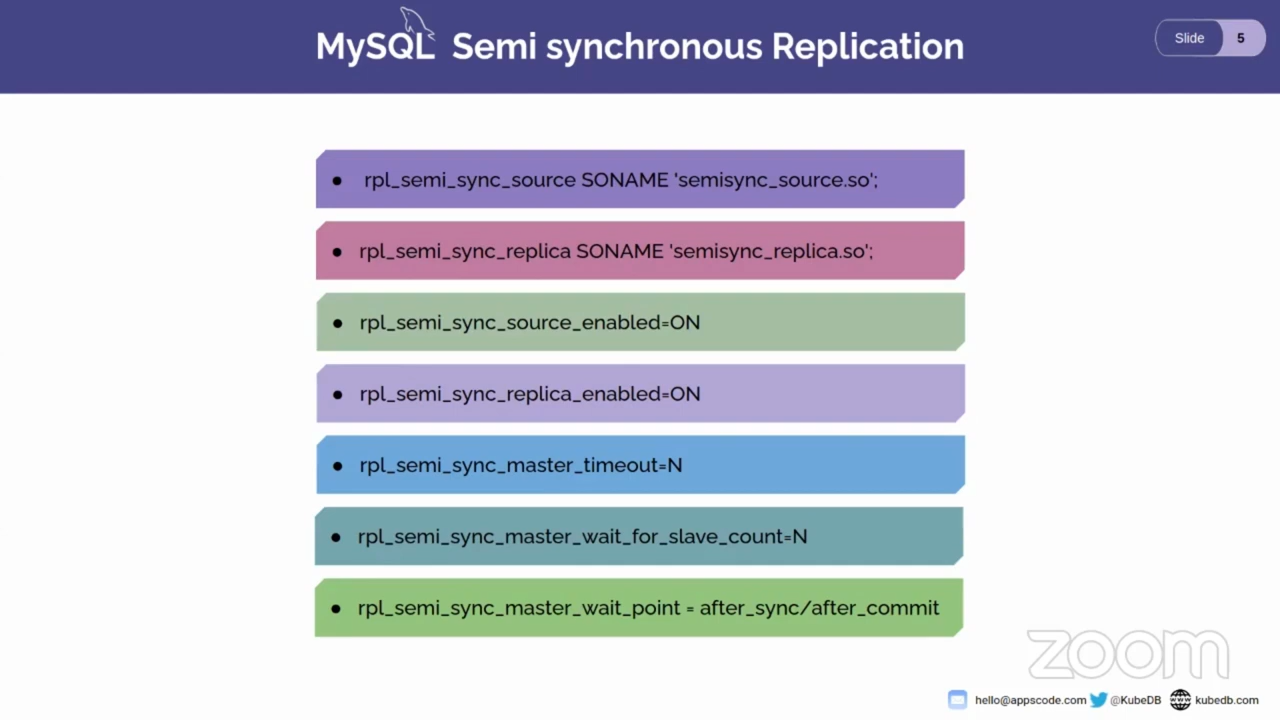 MySQL Semi synchronous Replication
Slide 5
● rpl_semi_sync_source SONAME 'semisync_source.so';
● rpl_semi_sync_replica SONAME 'semisync_replica.so';
● rpl_semi_sync_source_enabled=ON
● rpl_semi_sync_replica_enabled=ON
● rpl_semi_sync_master_timeout=N
● rpl_semi_sync_master_wait_for_slave_count=N
● rpl_semi_sync_master_wait_point = after_sync/after_commit
zoom
hello@appscode.com @KubeDB kubedb.com